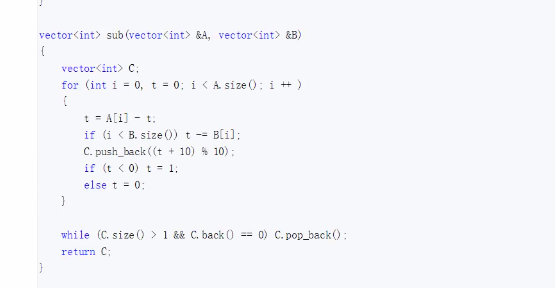 }
vector<int> sub(vector<int> &A, vector<int> &B)
{
vector<int> C;
for (int i = 0, t = 0; i < A.size(); i ++ )
{
t = A[i] - t;
if (i < B.size()) t -= B[i];
C.push_back((t + 10) % 10);
if (t < 0) t = 1;
else t = 0;
}
while (C.size() > 1 && C.back() == 0) C.pop_back();
return C;
}